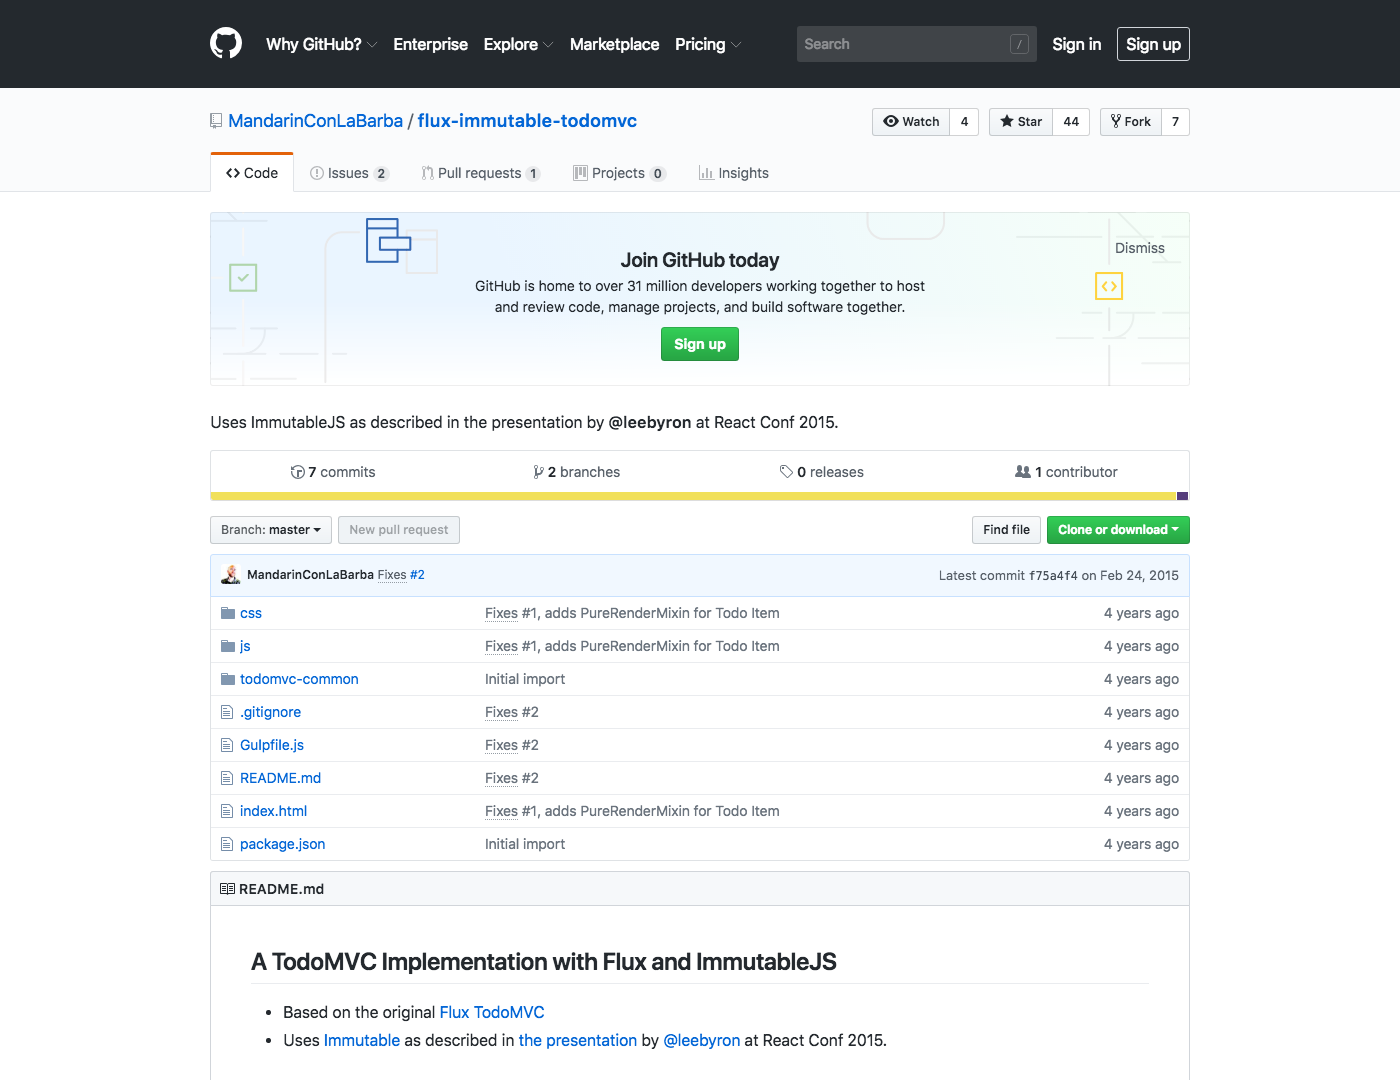 Why GitHub? Enterprise Explore Marketplace Pricing Search / Sign in Sign up
MandarinConLaBarba / flux-immutable-todomvc Watch 4 Star 44 Fork 7
Code Issues 2 Pull requests 1 Projects 0 Insights
Dismiss
Join GitHub today
GitHub is home to over 31 million developers working together to host
and review code, manage projects, and build software together.
Sign up
Uses ImmutableJS as described in the presentation by @leebyron at React Conf 2015.
7 commits 2 branches 0 releases 1 contributor
Branch: master New pull request Find file Clone or download
MandarinConLaBarba Fixes #2 Latest commit f75a4f4 on Feb 24, 2015
css Fixes #1, adds PureRenderMixin for Todo Item 4 years ago
js Fixes #1, adds PureRenderMixin for Todo Item 4 years ago
todomvc-common Initial import 4 years ago
.gitignore Fixes #2 4 years ago
Gulpfile.js Fixes #2 4 years ago
README.md Fixes #2 4 years ago
index.html Fixes #1, adds PureRenderMixin for Todo Item 4 years ago
package.json Initial import 4 years ago
README.md
A TodoMVC Implementation with Flux and ImmutableJS
• Based on the original Flux TodoMVC
• Uses Immutable as described in the presentation by @leebyron at React Conf 2015.